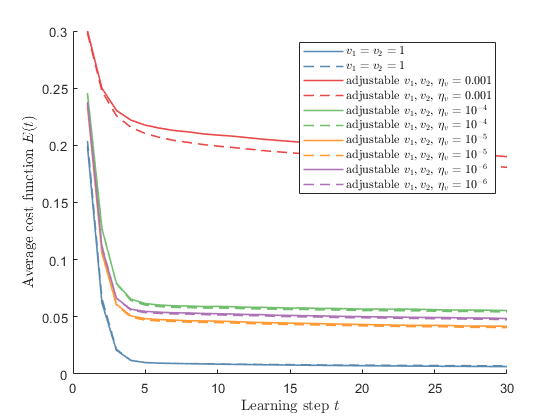 0.3
0.25
0.2
0.15
0.1
0.05
0
0
5
10
15
20
25
30
Average cost function E(t)
Learning step t
v₁ = v₂ = 1
v₁ = v₂ = 1
adjustable v₁, v₂, ηᵥ = 0.001
adjustable v₁, v₂, ηᵥ = 0.001
adjustable v₁, v₂, ηᵥ = 10⁻⁴
adjustable v₁, v₂, ηᵥ = 10⁻⁴
adjustable v₁, v₂, ηᵥ = 10⁻⁵
adjustable v₁, v₂, ηᵥ = 10⁻⁵
adjustable v₁, v₂, ηᵥ = 10⁻⁶
adjustable v₁, v₂, ηᵥ = 10⁻⁶